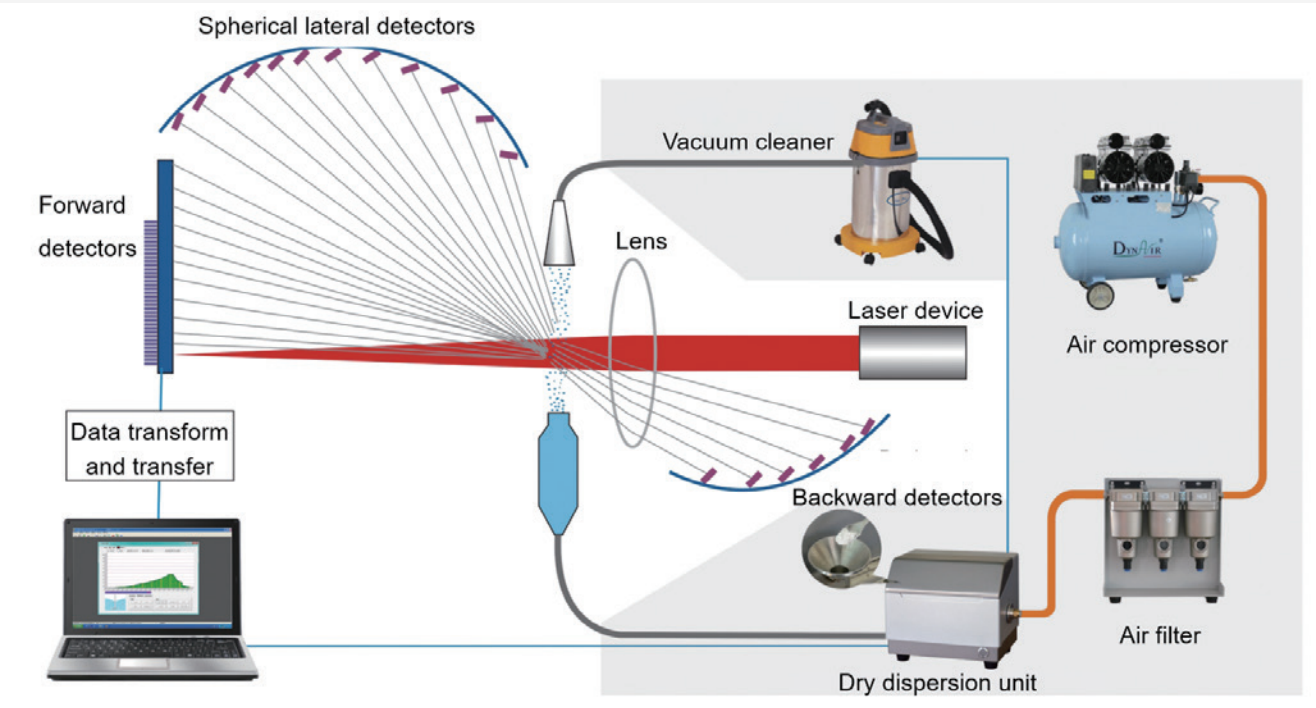 Spherical lateral detectors
Vacuum cleaner
Forward
detectors
Lens
DYNAIR
Laser device
Air compressor
Data transform
and transfer
Backward detectors
Air filter
Dry dispersion unit